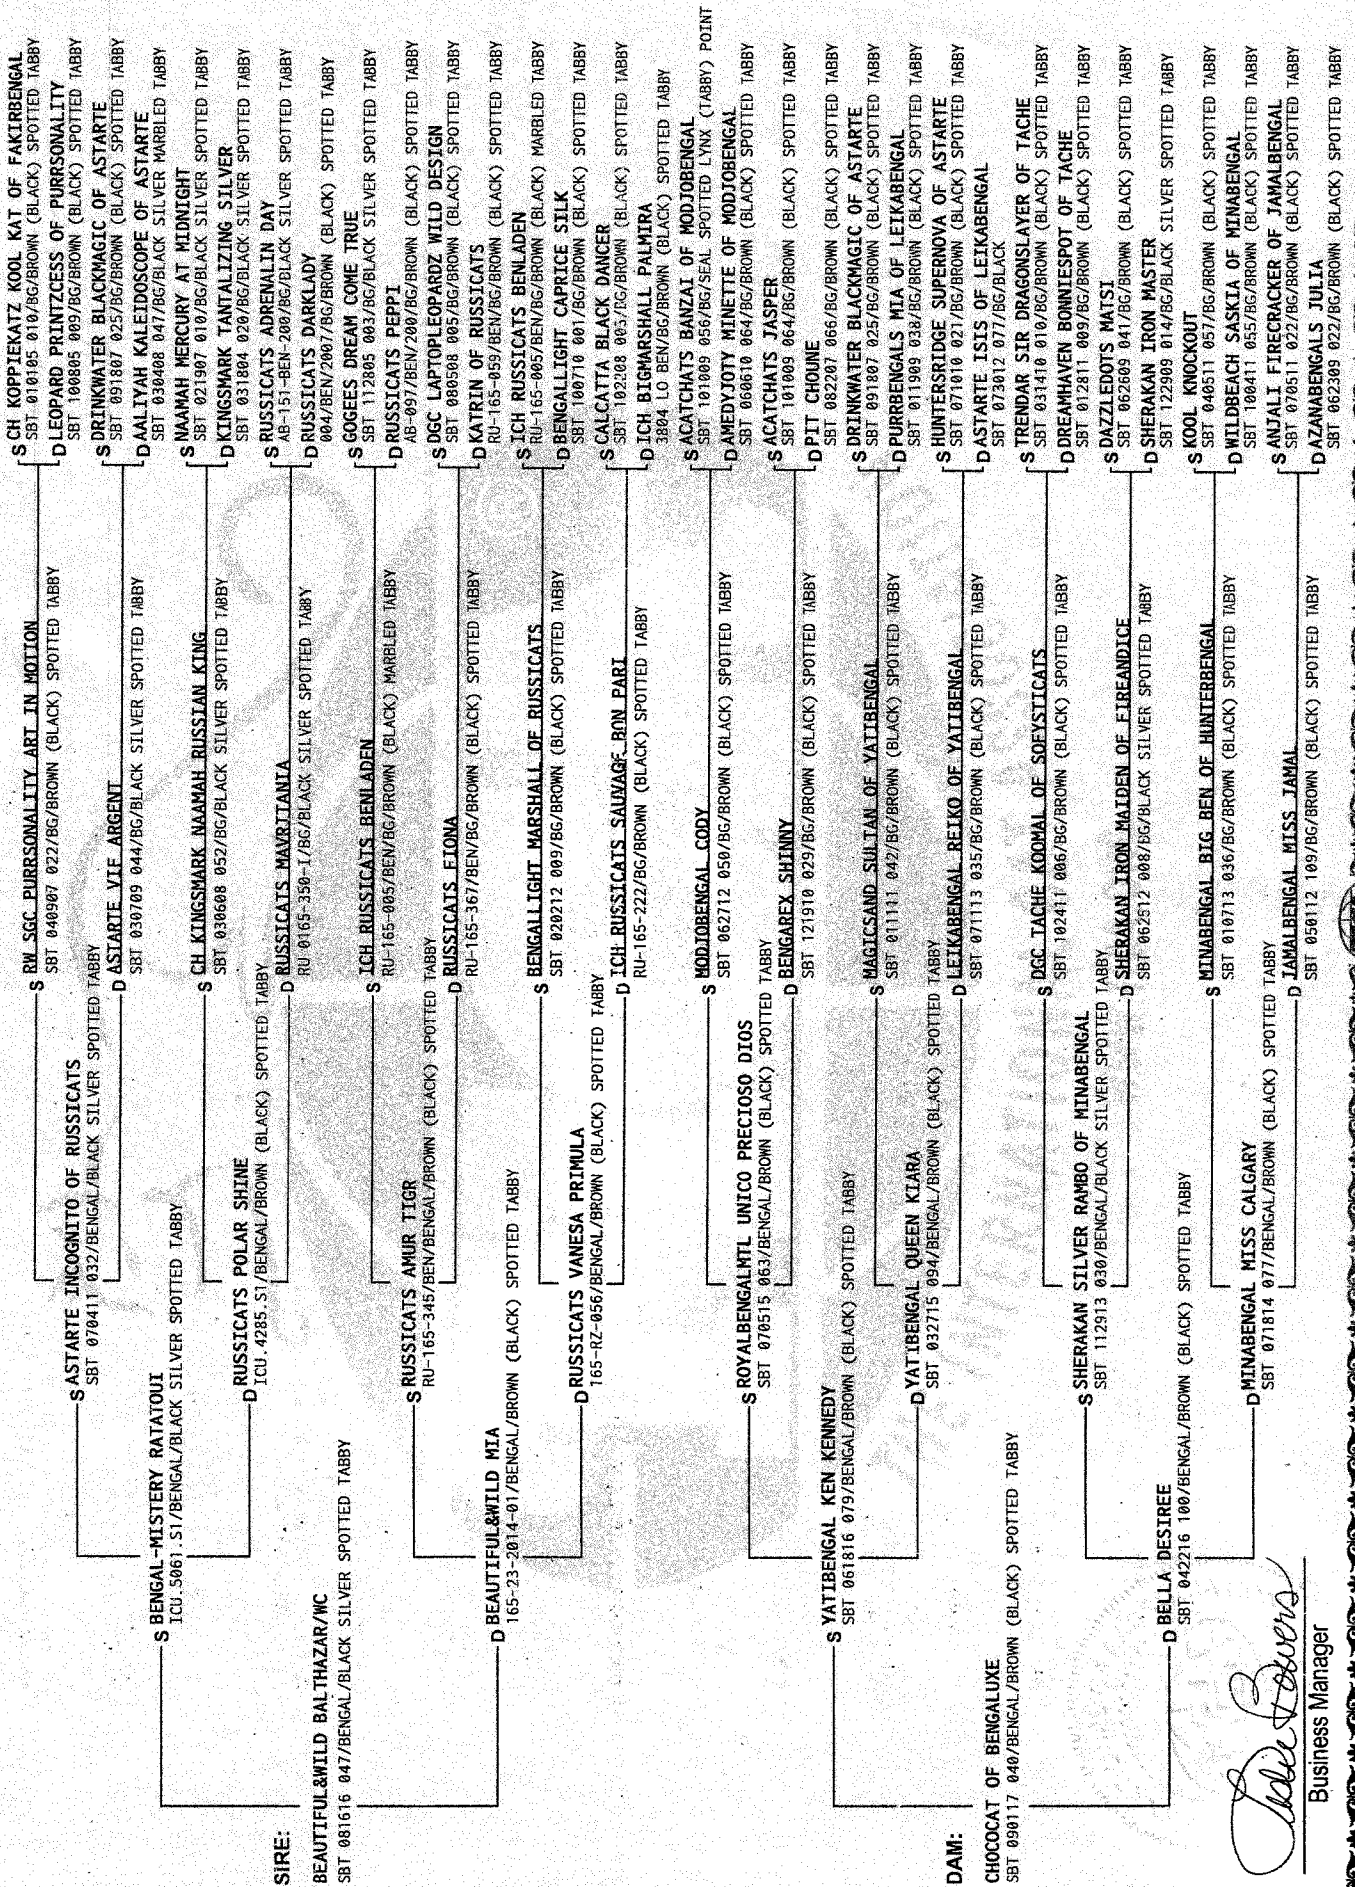 SIRE:
BEAUTIFUL&WILD BALTHAZAR/WC
SBT 081616 047/BENGAL/BLACK SILVER SPOTTED TABBY
S BENGAL-MISTERY RATATOUI
ICU.5061.S1/BENGAL/BLACK SILVER SPOTTED TABBY
D BEAUTIFUL&WILD MIA
165-23-2014-01/BENGAL/BROWN (BLACK) SPOTTED TABBY
S ASTARTE INCOGNITO OF RUSSICATS
SBT 070411 032/BENGAL/BLACK SILVER SPOTTED TABBY
D RUSSICATS POLAR SHINE
ICU.4285.S1/BENGAL/BROWN (BLACK) SPOTTED TABBY
S RUSSICATS AMUR TIGR
RU-165-345/BEN/BENGAL/BROWN (BLACK) SPOTTED TABBY
D RUSSICATS VANESA PRIMULA
165-RZ-056/BENGAL/BROWN (BLACK) SPOTTED TABBY
S RW SGC PURRSONALITY ART IN MOTION
SBT 040907 022/BG/BROWN (BLACK) SPOTTED TABBY
D ASTARTE VIF ARGENT
SBT 030709 044/BG/BLACK SILVER SPOTTED TABBY
S CH KINGSMARK NAAMAH RUSSIAN KING
SBT 030608 052/BG/BLACK SILVER SPOTTED TABBY
D RUSSICATS MAVRITANIA
RU 0165-350-I/BG/BLACK SILVER SPOTTED TABBY
S ICH RUSSICATS BENLADEN
RU-165-005/BEN/BG/BROWN (BLACK) MARBLED TABBY
D RUSSICATS FIONA
RU-165-367/BEN/BG/BROWN (BLACK) SPOTTED TABBY
S BENGALLIGHT MARSHALL OF RUSSICATS
SBT 020212 009/BG/BROWN (BLACK) SPOTTED TABBY
D ICH RUSSICATS SAUVAGE BON PARI
RU-165-222/BG/BROWN (BLACK) SPOTTED TABBY
S CH KOPPIEKATZ KOOL KAT OF FAKIRBENGAL
SBT 010105 010/BG/BROWN (BLACK) SPOTTED TABBY
D LEOPARD PRINTZCESS OF PURRSONALITY
SBT 100805 009/BG/BROWN (BLACK) SPOTTED TABBY
S DRINKWATER BLACKMAGIC OF ASTARTE
SBT 091807 025/BG/BROWN (BLACK) SPOTTED TABBY
D AALIYAH KALEIDOSCOPE OF ASTARTE
SBT 030408 047/BG/BLACK SILVER MARBLED TABBY
S NAAMAH MERCURY AT MIDNIGHT
SBT 021907 010/BG/BLACK SILVER SPOTTED TABBY
D KINGSMARK TANTALIZING SILVER
SBT 031804 020/BG/BLACK SILVER SPOTTED TABBY
S RUSSICATS ADRENALIN DAY
AB-151-BEN-200/BG/BLACK SILVER SPOTTED TABBY
D RUSSICATS DARKLADY
004/BEN/2007/BG/BROWN (BLACK) SPOTTED TABBY
S GOGEES DREAM COME TRUE
SBT 112805 003/BG/BLACK SILVER SPOTTED TABBY
D RUSSICATS PEPPI
AB-097/BEN/200/BG/BROWN (BLACK) SPOTTED TABBY
S DGC LAPTOPLEOPARDZ WILD DESIGN
SBT 080508 005/BG/BROWN (BLACK) SPOTTED TABBY
D KATRIN OF RUSSICATS
RU-165-059/BEN/BG/BROWN (BLACK) SPOTTED TABBY
S ICH RUSSICATS BENLADEN
RU-165-005/BEN/BG/BROWN (BLACK) MARBLED TABBY
D BENGALLIGHT CAPRICE SILK
SBT 100710 001/BG/BROWN (BLACK) SPOTTED TABBY
S CALCATTA BLACK DANCER
SBT 102208 003/BG/BROWN (BLACK) SPOTTED TABBY
D ICH BIGMARSHALL PALMIRA
3804 LO BEN/BG/BROWN (BLACK) SPOTTED TABBY
DAM:
CHOCOCAT OF BENGALUXE
SBT 090117 040/BENGAL/BROWN (BLACK) SPOTTED TABBY
S YATIBENGAL KEN KENNEDY
SBT 061816 079/BENGAL/BROWN (BLACK) SPOTTED TABBY
D BELLA DESIREE
SBT 042216 100/BENGAL/BROWN (BLACK) SPOTTED TABBY
S ROYALBENGALMTL UNICO PRECIOSO DIOS
SBT 070515 063/BENGAL/BROWN (BLACK) SPOTTED TABBY
D YATIBENGAL QUEEN KIARA
SBT 032715 094/BENGAL/BROWN (BLACK) SPOTTED TABBY
S SHERAKAN SILVER RAMBO OF MINABENGAL
SBT 112913 030/BENGAL/BLACK SILVER SPOTTED TABBY
D MINABENGAL MISS CALGARY
SBT 071814 077/BENGAL/BROWN (BLACK) SPOTTED TABBY
S MODJOBENGAL CODY
SBT 062712 050/BG/BROWN (BLACK) SPOTTED TABBY
D BENGAREX SHINNY
SBT 121910 029/BG/BROWN (BLACK) SPOTTED TABBY
S MAGICSAND SULTAN OF YATIBENGAL
SBT 011111 042/BG/BROWN (BLACK) SPOTTED TABBY
D LEIKABENGAL REIKO OF YATIBENGAL
SBT 071113 035/BG/BROWN (BLACK) SPOTTED TABBY
S DGC TACHE KOOMAL OF SOFYSTICATS
SBT 102411 006/BG/BROWN (BLACK) SPOTTED TABBY
D SHERAKAN IRON MAIDEN OF FIREANDICE
SBT 062512 008/BG/BLACK SILVER SPOTTED TABBY
S MINABENGAL BIG BEN OF HUNTERBENGAL
SBT 010713 036/BG/BROWN (BLACK) SPOTTED TABBY
D JAMALBENGAL MISS JAMAL
SBT 050112 109/BG/BROWN (BLACK) SPOTTED TABBY
S ACATCHATS BANZAI OF MODJOBENGAL
SBT 101009 056/BG/SEAL SPOTTED LYNX (TABBY) POINT
D AMEDYJOTY MINETTE OF MODJOBENGAL
SBT 060610 064/BG/BROWN (BLACK) SPOTTED TABBY
S ACATCHATS JASPER
SBT 101009 064/BG/BROWN (BLACK) SPOTTED TABBY
D PIT CHOUNE
SBT 082207 066/BG/BROWN (BLACK) SPOTTED TABBY
S DRINKWATER BLACKMAGIC OF ASTARTE
SBT 091807 025/BG/BROWN (BLACK) SPOTTED TABBY
D PURRBENGALS MIA OF LEIKABENGAL
SBT 011909 038/BG/BROWN (BLACK) SPOTTED TABBY
S HUNTERSRIDGE SUPERNOVA OF ASTARTE
SBT 071010 021/BG/BROWN (BLACK) SPOTTED TABBY
D ASTARTE ISIS OF LEIKABENGAL
SBT 073012 077/BG/BLACK
S TRENDAR SIR DRAGONSLAYER OF TACHE
SBT 031410 010/BG/BROWN (BLACK) SPOTTED TABBY
D DREAMHAVEN BONNIESPOT OF TACHE
SBT 012811 009/BG/BROWN (BLACK) SPOTTED TABBY
S DAZZLEDOTS MATSI
SBT 062609 041/BG/BROWN (BLACK) SPOTTED TABBY
D SHERAKAN IRON MASTER
SBT 122909 014/BG/BLACK SILVER SPOTTED TABBY
S KOOL KNOCKOUT
SBT 040511 057/BG/BROWN (BLACK) SPOTTED TABBY
D WILDBEACH SASKIA OF MINABENGAL
SBT 100411 055/BG/BROWN (BLACK) SPOTTED TABBY
S ANJALI FIRECRACKER OF JAMALBENGAL
SBT 070511 022/BG/BROWN (BLACK) SPOTTED TABBY
D AZANABENGALS JULIA
SBT 062309 022/BG/BROWN (BLACK) SPOTTED TABBY
Leslie Bowers
Business Manager